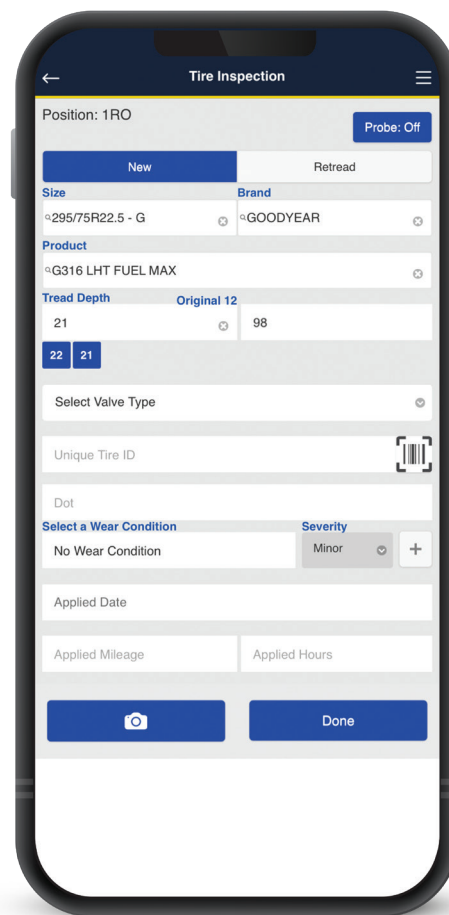 Tire Inspection
Position: 1RO
Probe: Off
New Retread
Size Brand
295/75R22.5 - G GOODYEAR
Product
G316 LHT FUEL MAX
Tread Depth Original 12
21 98
22 21
Select Valve Type
Unique Tire ID
Dot
Select a Wear Condition Severity
No Wear Condition Minor +
Applied Date
Applied Mileage Applied Hours
Done